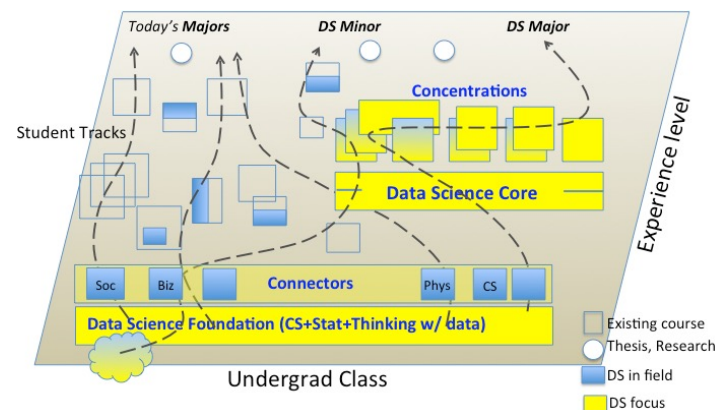 Today's Majors
DS Minor
DS Major
Concentrations
Student Tracks
Data Science Core
Experience level
Soc
Biz
Connectors
Phys
CS
Data Science Foundation (CS+Stat+Thinking w/ data)
Undergrad Class
Existing course
Thesis, Research
DS in field
DS focus